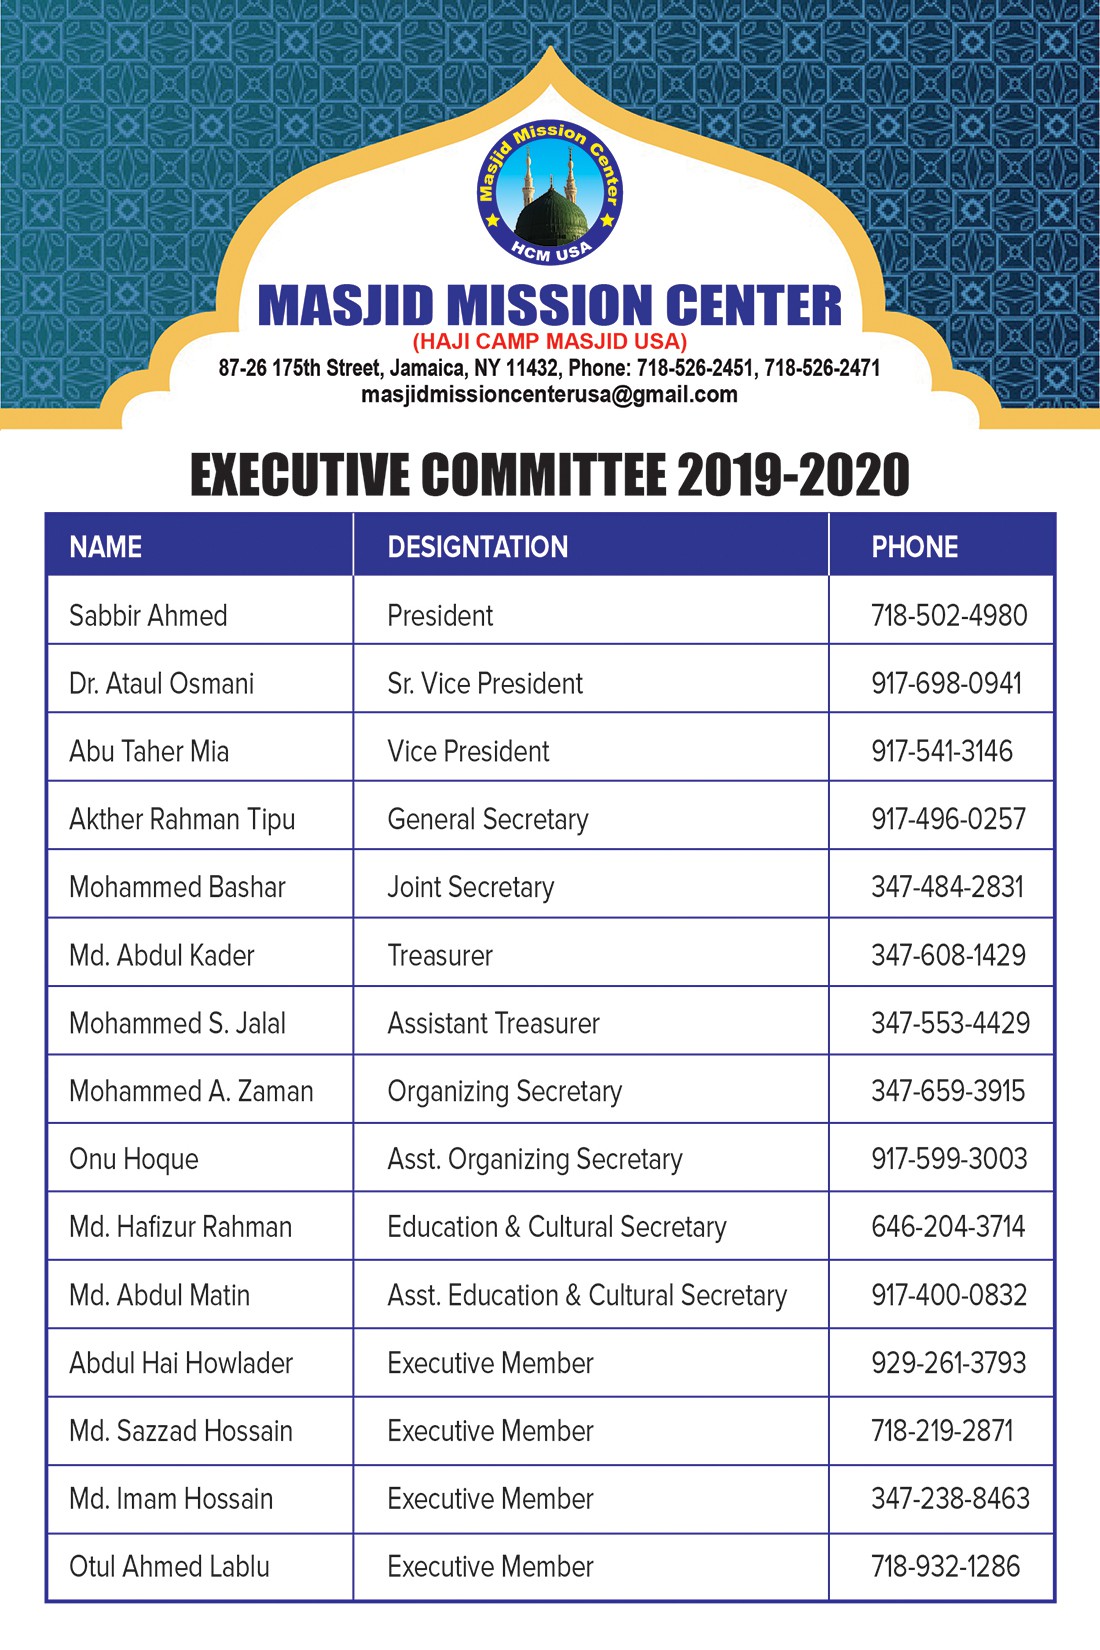 Masjid Mission Center
HCM USA
MASJID MISSION CENTER
(HAJI CAMP MASJID USA)
87-26 175th Street, Jamaica, NY 11432, Phone: 718-526-2451, 718-526-2471
masjidmissioncenterusa@gmail.com
EXECUTIVE COMMITTEE 2019-2020
NAME DESIGNTATION PHONE
Sabbir Ahmed President 718-502-4980
Dr. Ataul Osmani Sr. Vice President 917-698-0941
Abu Taher Mia Vice President 917-541-3146
Akther Rahman Tipu General Secretary 917-496-0257
Mohammed Bashar Joint Secretary 347-484-2831
Md. Abdul Kader Treasurer 347-608-1429
Mohammed S. Jalal Assistant Treasurer 347-553-4429
Mohammed A. Zaman Organizing Secretary 347-659-3915
Onu Hoque Asst. Organizing Secretary 917-599-3003
Md. Hafizur Rahman Education & Cultural Secretary 646-204-3714
Md. Abdul Matin Asst. Education & Cultural Secretary 917-400-0832
Abdul Hai Howlader Executive Member 929-261-3793
Md. Sazzad Hossain Executive Member 718-219-2871
Md. Imam Hossain Executive Member 347-238-8463
Otul Ahmed Lablu Executive Member 718-932-1286